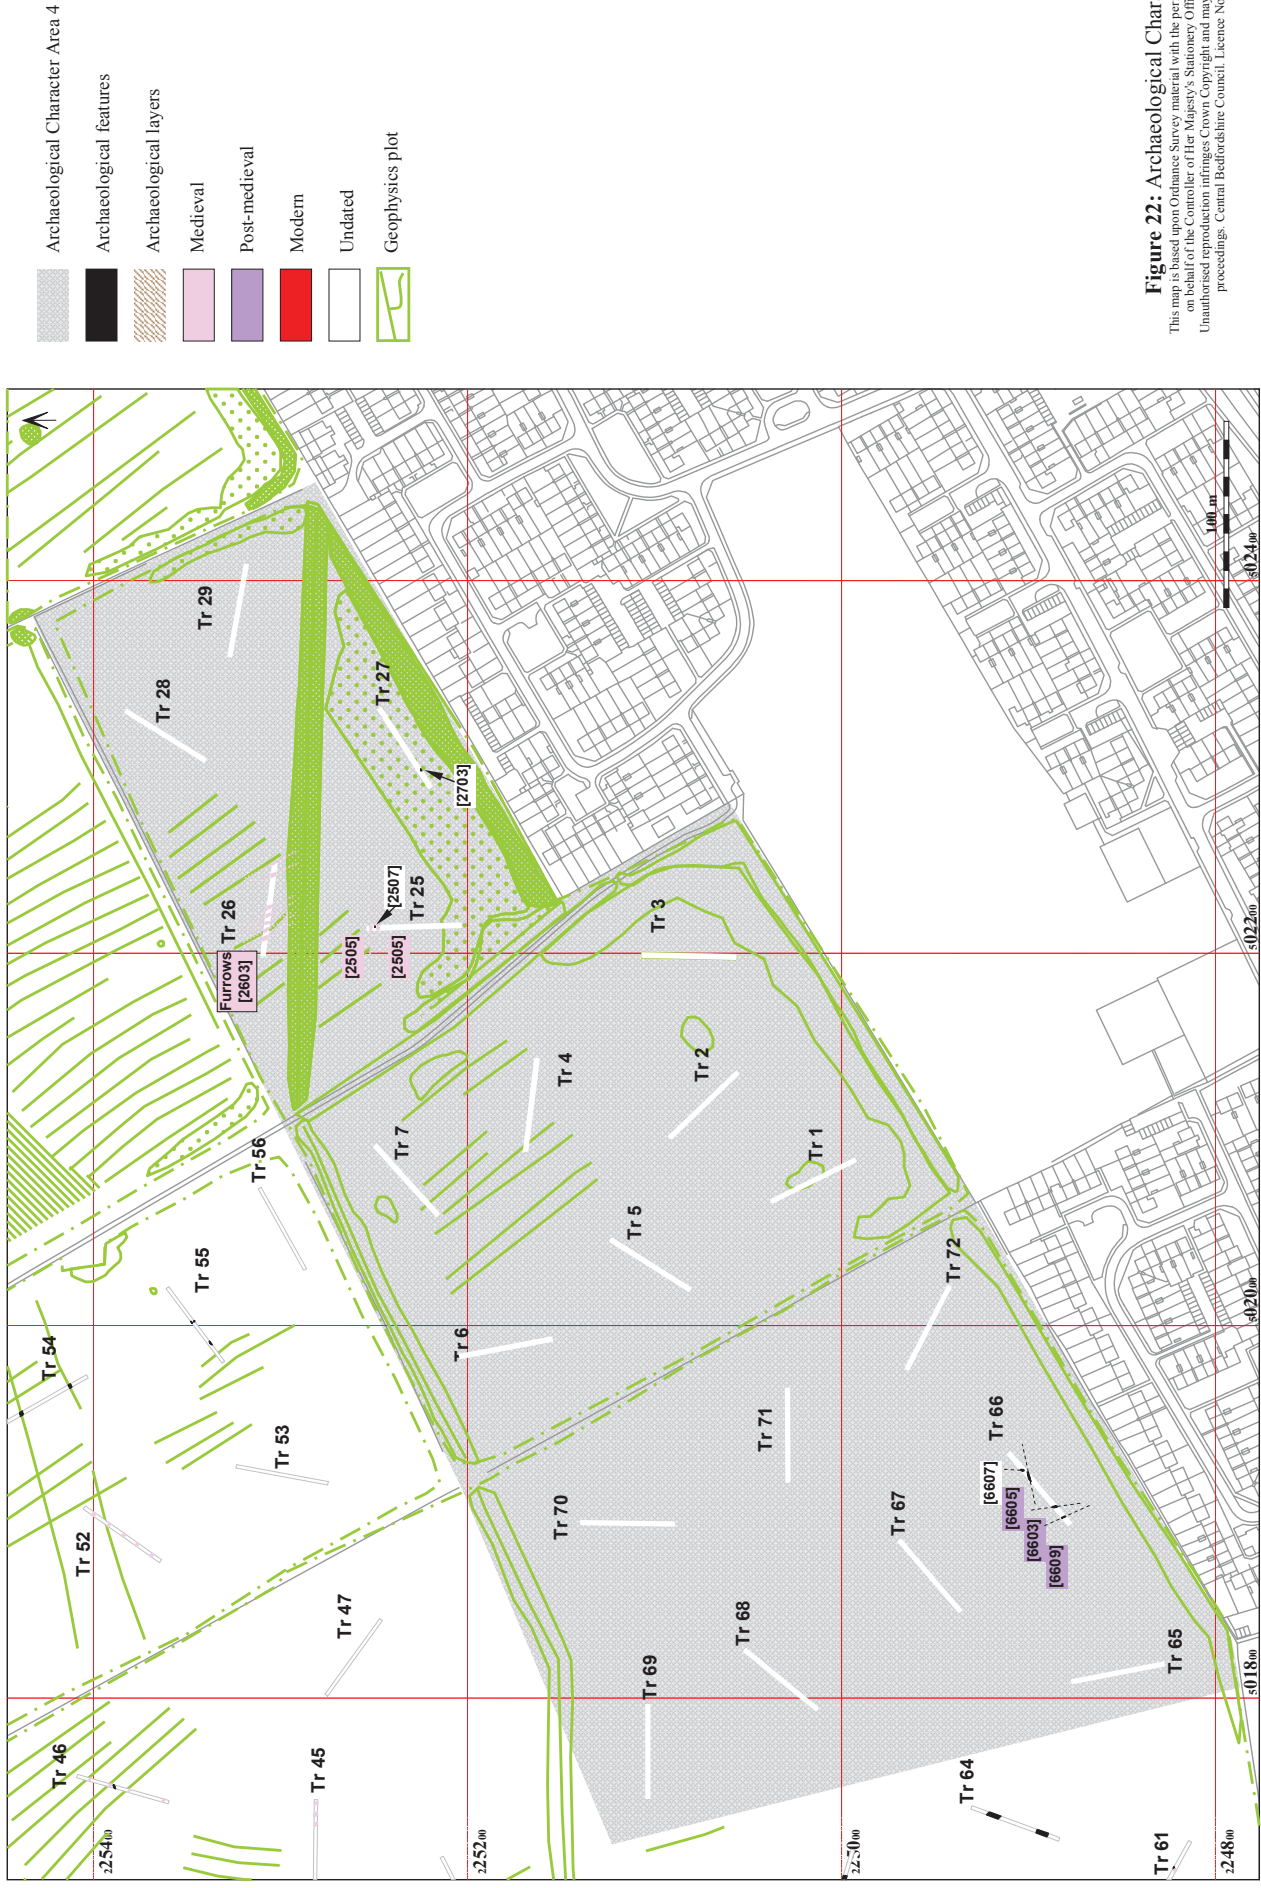 Archaeological Character Area 4
Archaeological features
Archaeological layers
Medieval
Post-medieval
Modern
Undated
Geophysics plot
Figure 22: Archaeological Char
This map is based upon Ordnance Survey material with the per
on behalf of the Controller of Her Majesty's Stationery Offi
Unauthorised reproduction infringes Crown Copyright and may
proceedings. Central Bedfordshire Council. Licence No
Tr 46
Tr 45
Tr 52
Tr 47
Tr 54
Tr 53
Tr 55
Tr 56
Tr 26
Furrows
[2603]
Tr 28
Tr 29
Tr 27
[2703]
[2507]
Tr 25
[2505]
[2505]
Tr 3
Tr 4
Tr 2
Tr 7
Tr 1
Tr 5
Tr 6
Tr 72
Tr 71
Tr 66
[6607]
[6605]
[6603]
[6609]
Tr 70
Tr 67
Tr 68
Tr 69
Tr 65
Tr 64
Tr 61
225400
225200
225000
224800
501800
502000
502200
502400
100 m